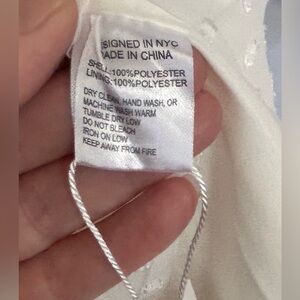 ESIGNED IN NYC
ADE IN CHINA
SHELL:100%POLYESTER
LINING:100%POLYESTER
DRY CLEAN, HAND WASH, OR
MACHINE WASH WARM
TUMBLE DRY LOW
DO NOT BLEACH
IRON ON LOW
KEEP AWAY FROM FIRE